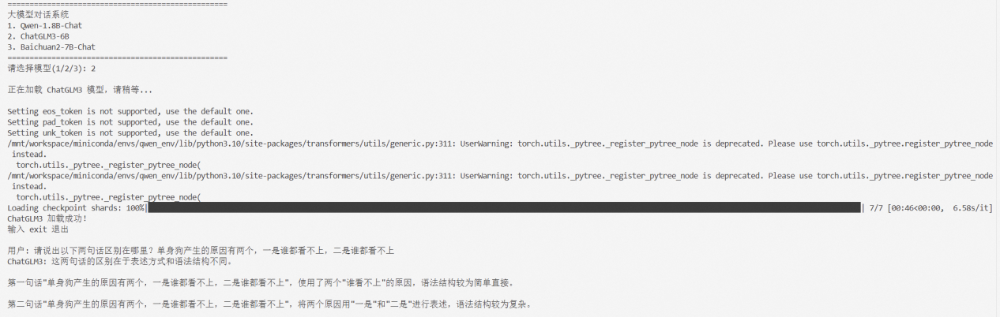 ==================================================
大模型对话系统
1. Qwen-1.8B-Chat
2. ChatGLM3-6B
3. Baichuan2-7B-Chat
==================================================
请选择模型(1/2/3): 2
正在加载 ChatGLM3 模型，请稍等...
Setting eos_token is not supported, use the default one.
Setting pad_token is not supported, use the default one.
Setting unk_token is not supported, use the default one.
/mnt/workspace/miniconda/envs/qwen_env/lib/python3.10/site-packages/transformers/utils/generic.py:311: UserWarning: torch.utils._pytree._register_pytree_node is deprecated. Please use torch.utils._pytree.register_pytree_node
instead.
torch.utils._pytree._register_pytree_node(
/mnt/workspace/miniconda/envs/qwen_env/lib/python3.10/site-packages/transformers/utils/generic.py:311: UserWarning: torch.utils._pytree._register_pytree_node is deprecated. Please use torch.utils._pytree.register_pytree_node
instead.
torch.utils._pytree._register_pytree_node(
Loading checkpoint shards: 100%|██████████| 7/7 [00:46<00:00,  6.58s/it]
ChatGLM3 加载成功！
输入 exit 退出
用户: 请说出以下两句话区别在哪里？单身狗产生的原因有两个，一是谁都看不上，二是谁都看不上
ChatGLM3: 这两句话的区别在于表述方式和语法结构不同。
第一句话"单身狗产生的原因有两个，一是谁都看不上，二是谁都看不上"，使用了两个"谁看不上"的原因，语法结构较为简单直接。
第二句话"单身狗产生的原因有两个，一是谁都看不上，二是谁都看不上"，将两个原因用"一是"和"二是"进行表述，语法结构较为复杂。